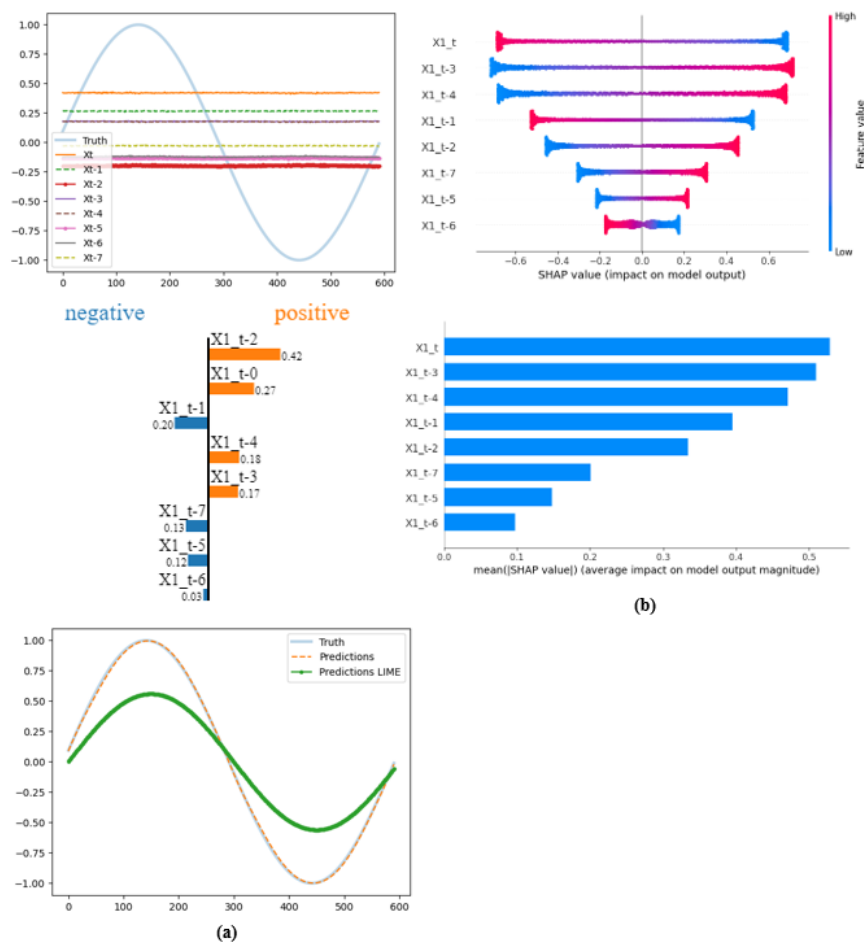 1.00
0.75
0.50
0.25
0.00
-0.25
-0.50
-0.75
-1.00
Truth
Xt
Xt-1
Xt-2
Xt-3
Xt-4
Xt-5
Xt-6
Xt-7
0 100 200 300 400 500 600
High
X1_t
X1_t-3
X1_t-4
X1_t-1
X1_t-2
X1_t-7
X1_t-5
X1_t-6
Feature value
Low
-0.6 -0.4 -0.2 0.0 0.2 0.4 0.6
SHAP value (impact on model output)
negative positive
X1_t-2
0.42
X1_t-0
0.27
X1_t-1
0.20
X1_t-4
0.18
X1_t-3
0.17
X1_t-7
0.13
X1_t-5
0.12
X1_t-6
0.03
X1_t
X1_t-3
X1_t-4
X1_t-1
X1_t-2
X1_t-7
X1_t-5
X1_t-6
0.0 0.1 0.2 0.3 0.4 0.5
mean(|SHAP value|) (average impact on model output magnitude)
(b)
1.00
0.75
0.50
0.25
0.00
-0.25
-0.50
-0.75
-1.00
Truth
Predictions
Predictions LIME
0 100 200 300 400 500 600
(a)